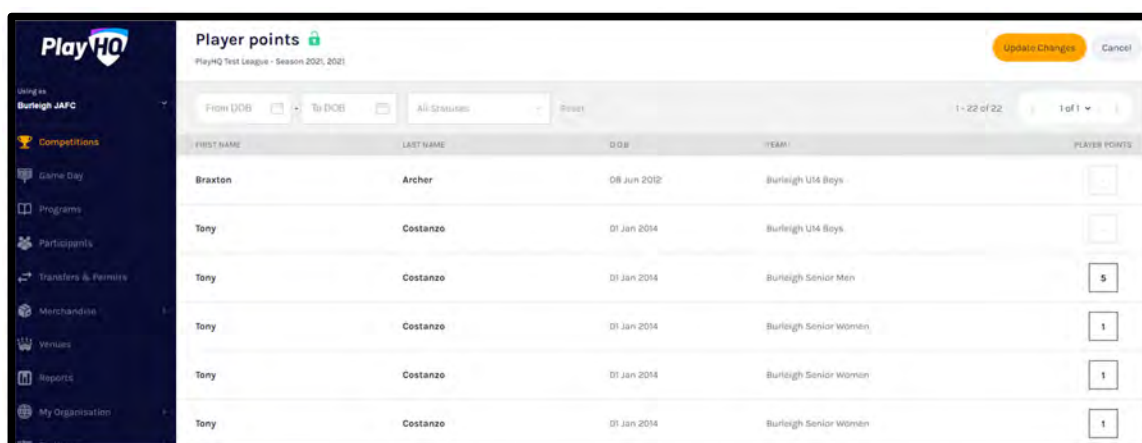 PlayHQ
Player points
PlayHQ Test League - Season 2021, 2021
Update Changes
Cancel
Using as
Burleigh JAFC
From DOB - To DOB All Statuses Reset 1 - 22 of 22 1 of 1
Competitions
Game Day
Programs
Participants
Transfers & Permits
Merchandise
Venues
Reports
My Organisation
FIRST NAME LAST NAME D.O.B TEAM PLAYER POINTS
Braxton Archer 08 Jun 2012 Burleigh U14 Boys
Tony Costanzo 01 Jan 2014 Burleigh U14 Boys
Tony Costanzo 01 Jan 2014 Burleigh Senior Men 5
Tony Costanzo 01 Jan 2014 Burleigh Senior Women 1
Tony Costanzo 01 Jan 2014 Burleigh Senior Women 1
Tony Costanzo 01 Jan 2014 Burleigh Senior Women 1